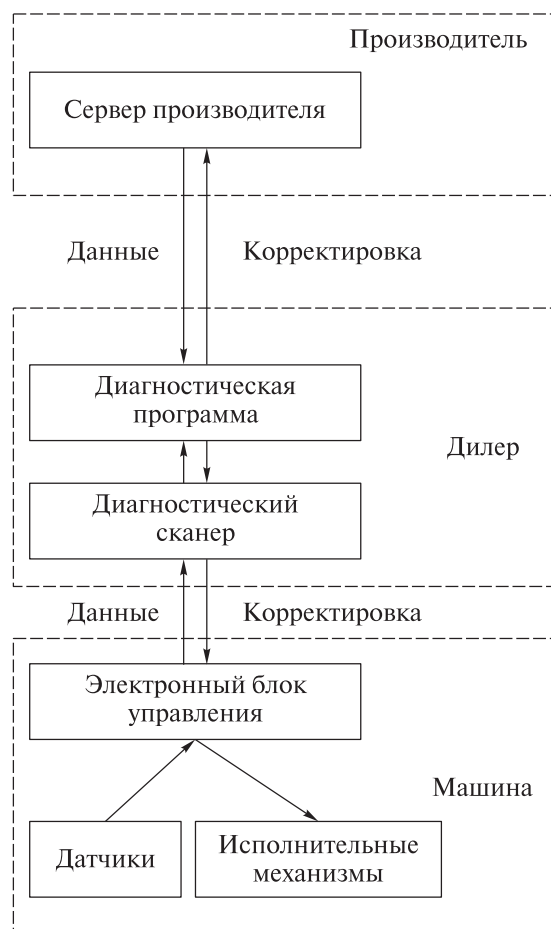 Производитель
Сервер производителя
Данные
Корректировка
Диагностическая
программа
Дилер
Диагностический
сканер
Данные
Корректировка
Электронный блок
управления
Машина
Датчики
Исполнительные
механизмы